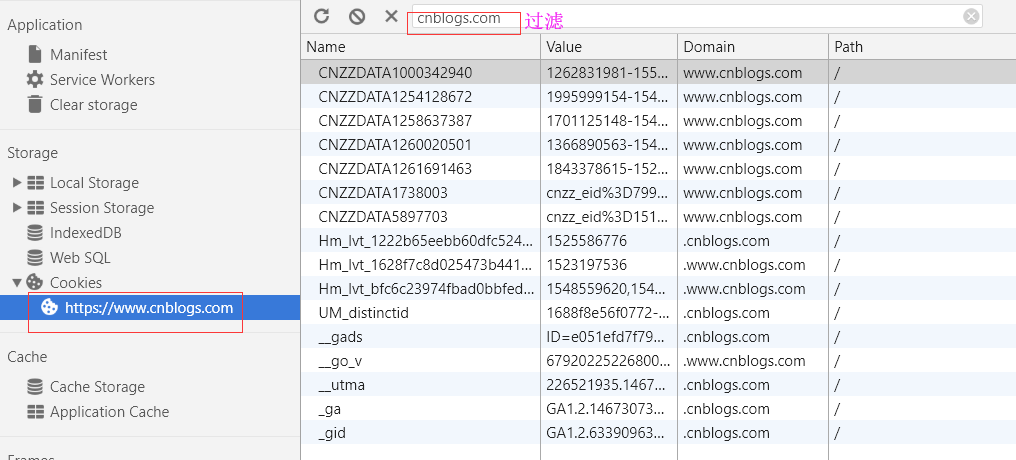 Application
Manifest
Service Workers
Clear storage
Storage
Local Storage
Session Storage
IndexedDB
Web SQL
Cookies
https://www.cnblogs.com
Cache
Cache Storage
Application Cache
Frames
cnblogs.com 过滤
Name Value Domain Path
CNZZDATA1000342940 1262831981-155... www.cnblogs.com /
CNZZDATA1254128672 1995999154-154... www.cnblogs.com /
CNZZDATA1258637387 1701125148-154... www.cnblogs.com /
CNZZDATA1260020501 1366890563-154... www.cnblogs.com /
CNZZDATA1261691463 1843378615-152... www.cnblogs.com /
CNZZDATA1738003 cnzz_eid%3D799... www.cnblogs.com /
CNZZDATA5897703 cnzz_eid%3D151... www.cnblogs.com /
Hm_lvt_1222b65eebb60dfc524... 1525586776 .cnblogs.com /
Hm_lvt_1628f7c8d025473b441... 1523197536 .www.cnblogs.com /
Hm_lvt_bfc6c23974fbad0bbfed... 1548559620,154... .www.cnblogs.com /
UM_distinctid 1688f8e56f0772-... .cnblogs.com /
__gads ID=e051efd7f79... .cnblogs.com /
__go_v 67920225226800... .www.cnblogs.com /
__utma 226521935.1467... .cnblogs.com /
_ga GA1.2.14673073... .cnblogs.com /
_gid GA1.2.63390963... .cnblogs.com /